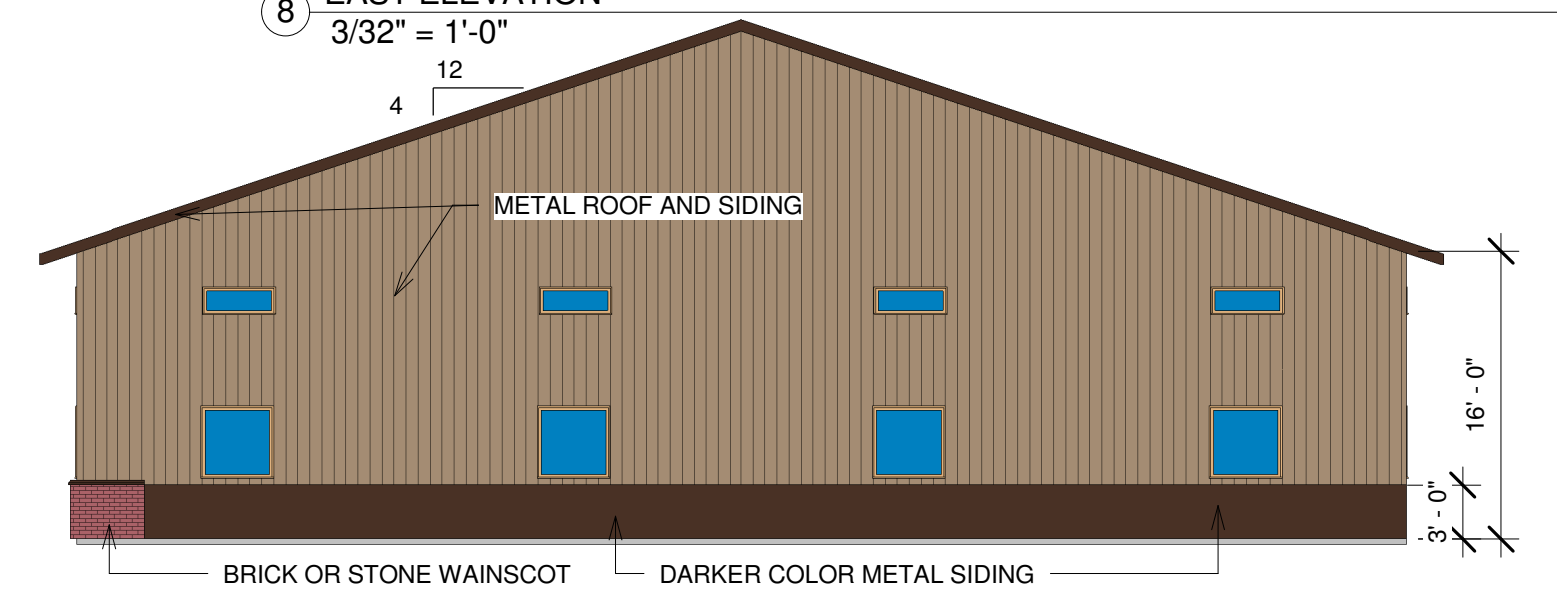 8 EAST ELEVATION
3/32" = 1'-0"
12
4
METAL ROOF AND SIDING
16' - 0"
3' - 0"
BRICK OR STONE WAINSCOT
DARKER COLOR METAL SIDING